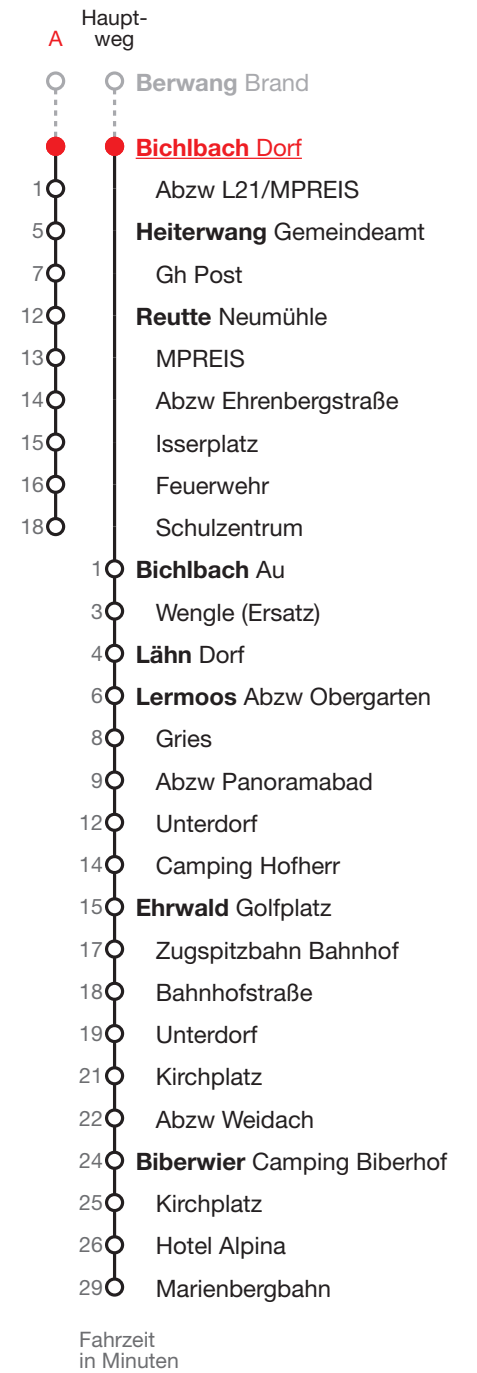 A
Haupt-
weg
Berwang Brand
Bichlbach Dorf
1 Abzw L21/MPREIS
5 Heiterwang Gemeindeamt
7 Gh Post
12 Reutte Neumühle
13 MPREIS
14 Abzw Ehrenbergstraße
15 Isserplatz
16 Feuerwehr
18 Schulzentrum
1 Bichlbach Au
3 Wengle (Ersatz)
4 Lähn Dorf
6 Lermoos Abzw Obergarten
8 Gries
9 Abzw Panoramabad
12 Unterdorf
14 Camping Hofherr
15 Ehrwald Golfplatz
17 Zugspitzbahn Bahnhof
18 Bahnhofstraße
19 Unterdorf
21 Kirchplatz
22 Abzw Weidach
24 Biberwier Camping Biberhof
25 Kirchplatz
26 Hotel Alpina
29 Marienbergbahn
Fahrzeit
in Minuten